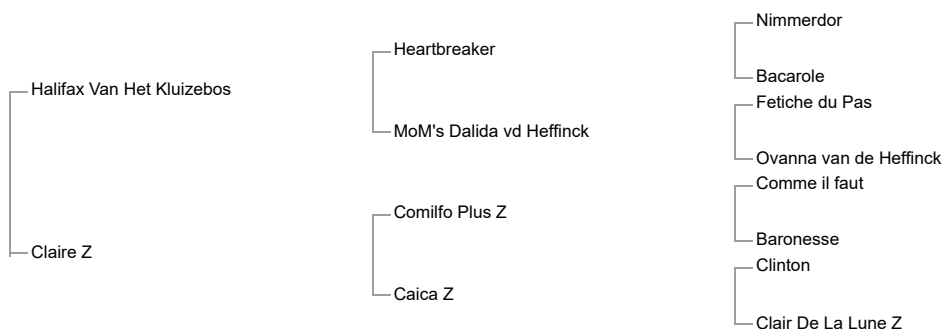 Nimmerdor
Heartbreaker
Bacarole
Halifax Van Het Kluizebos
Fetiche du Pas
MoM's Dalida vd Heffinck
Ovanna van de Heffinck
Comme il faut
Comilfo Plus Z
Baronesse
Claire Z
Clinton
Caica Z
Clair De La Lune Z